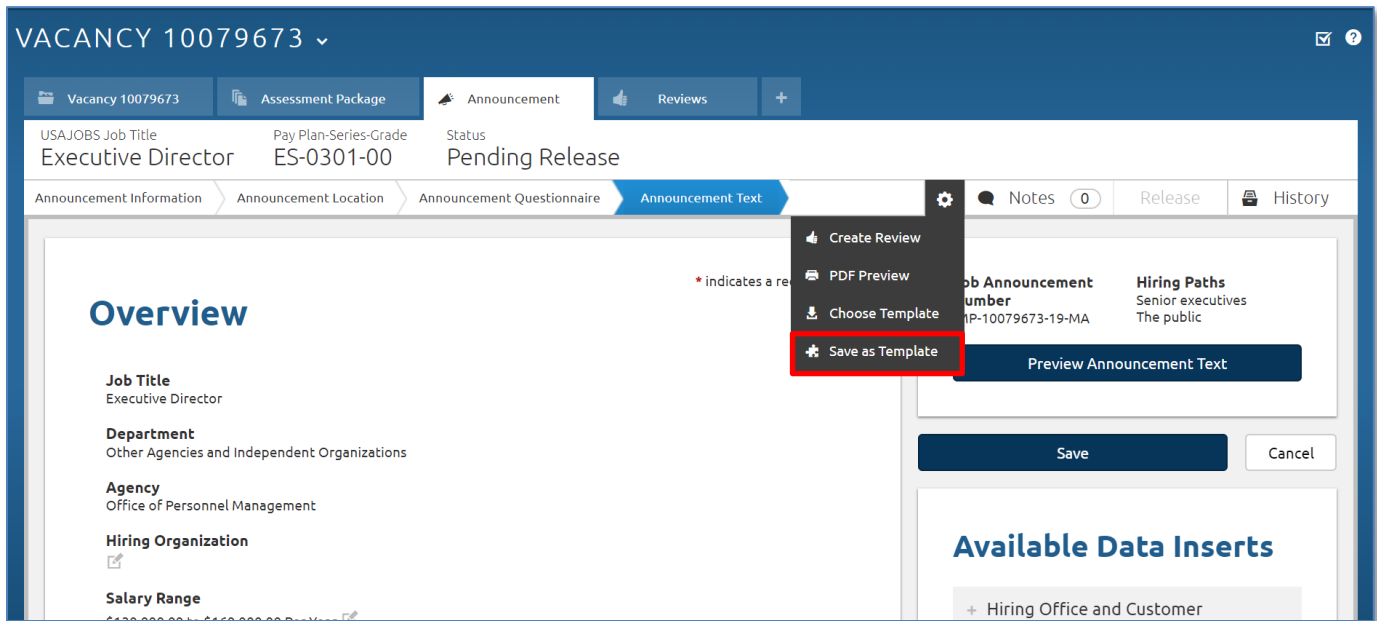 VACANCY 10079673
Vacancy 10079673
Assessment Package
Announcement
Reviews
USAJOBS Job Title
Executive Director
Pay Plan-Series-Grade
ES-0301-00
Status
Pending Release
Announcement Information
Announcement Location
Announcement Questionnaire
Announcement Text
Notes 0
Release
History
Create Review
PDF Preview
Choose Template
Save as Template
* indicates a
Overview
Job Title
Executive Director
Department
Other Agencies and Independent Organizations
Agency
Office of Personnel Management
Hiring Organization
Salary Range
ob Announcement
umber
MP-10079673-19-MA
Hiring Paths
Senior executives
The public
Preview Announcement Text
Save
Cancel
Available Data Inserts
+ Hiring Office and Customer